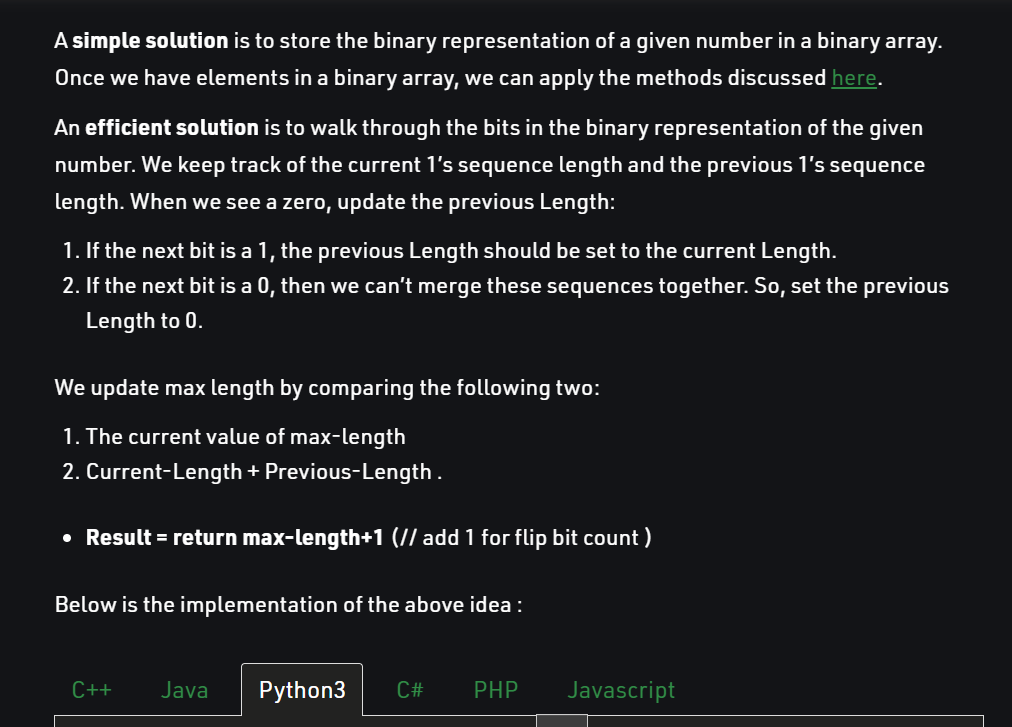 A simple solution is to store the binary representation of a given number in a binary array.
Once we have elements in a binary array, we can apply the methods discussed here.
An efficient solution is to walk through the bits in the binary representation of the given
number. We keep track of the current 1’s sequence length and the previous 1’s sequence
length. When we see a zero, update the previous Length:
1. If the next bit is a 1, the previous Length should be set to the current Length.
2. If the next bit is a 0, then we can’t merge these sequences together. So, set the previous
Length to 0.
We update max length by comparing the following two:
1. The current value of max-length
2. Current-Length + Previous-Length .
• Result = return max-length+1 (// add 1 for flip bit count )
Below is the implementation of the above idea :
C++ Java Python3 C# PHP Javascript